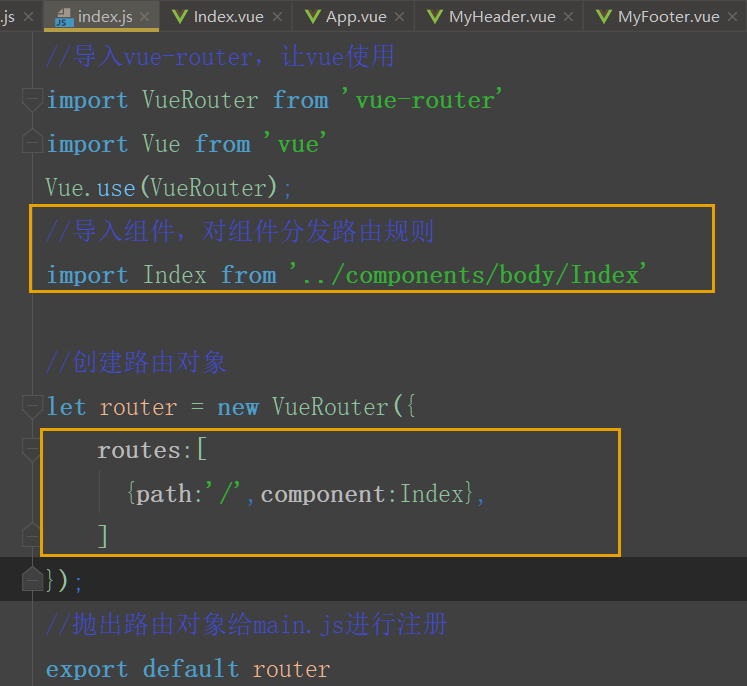 .js index.js Index.vue App.vue MyHeader.vue MyFooter.vue
JS
//导入vue-router，让vue使用
import VueRouter from 'vue-router'
import Vue from 'vue'
Vue.use(VueRouter);
//导入组件，对组件分发路由规则
import Index from '../components/body/Index'
//创建路由对象
let router = new VueRouter({
routes:[
{path:'/',component:Index},
]
});
//抛出路由对象给main.js进行注册
export default router